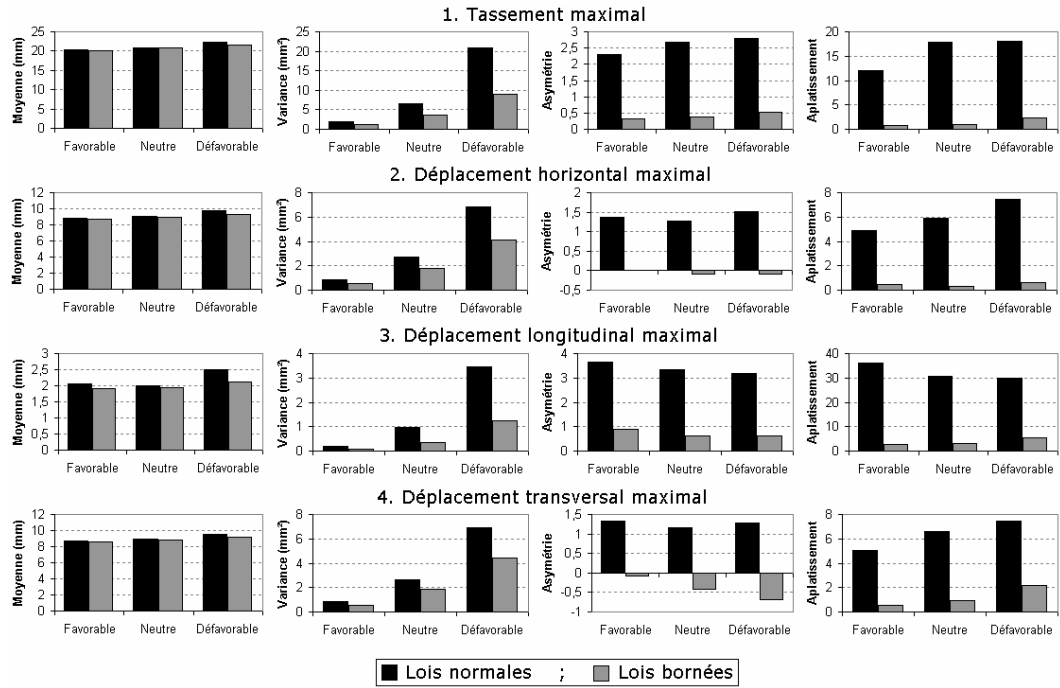 1. Tassement maximal
Moyenne (mm)
25
20
15
10
5
0
Favorable Neutre Défavorable
Variance (mm²)
25
20
15
10
5
0
Favorable Neutre Défavorable
Asymétrie
3
2,5
2
1,5
1
0,5
0
Favorable Neutre Défavorable
Aplatissement
20
15
10
5
0
Favorable Neutre Défavorable
2. Déplacement horizontal maximal
Moyenne (mm)
12
10
8
6
4
2
0
Favorable Neutre Défavorable
Variance (mm²)
8
6
4
2
0
Favorable Neutre Défavorable
Asymétrie
2
1,5
1
0,5
0
-0,5
Favorable Neutre Défavorable
Aplatissement
8
6
4
2
0
Favorable Neutre Défavorable
3. Déplacement longitudinal maximal
Moyenne (mm)
3
2,5
2
1,5
1
0,5
0
Favorable Neutre Défavorable
Variance (mm²)
4
3
2
1
0
Favorable Neutre Défavorable
Asymétrie
4
3
2
1
0
Favorable Neutre Défavorable
Aplatissement
40
30
20
10
0
Favorable Neutre Défavorable
4. Déplacement transversal maximal
Moyenne (mm)
12
10
8
6
4
2
0
Favorable Neutre Défavorable
Variance (mm²)
8
6
4
2
0
Favorable Neutre Défavorable
Asymétrie
1,5
1
0,5
0
-0,5
-1
Favorable Neutre Défavorable
Aplatissement
8
6
4
2
0
Favorable Neutre Défavorable
Lois normales ; Lois bornées